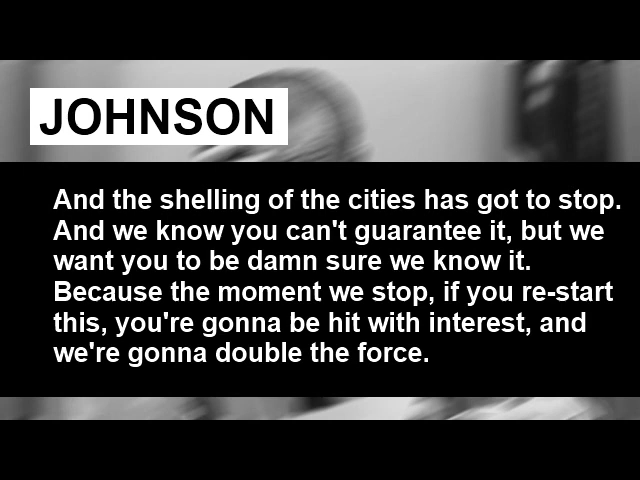 JOHNSON
And the shelling of the cities has got to stop.
And we know you can't guarantee it, but we
want you to be damn sure we know it.
Because the moment we stop, if you re-start
this, you're gonna be hit with interest, and
we're gonna double the force.